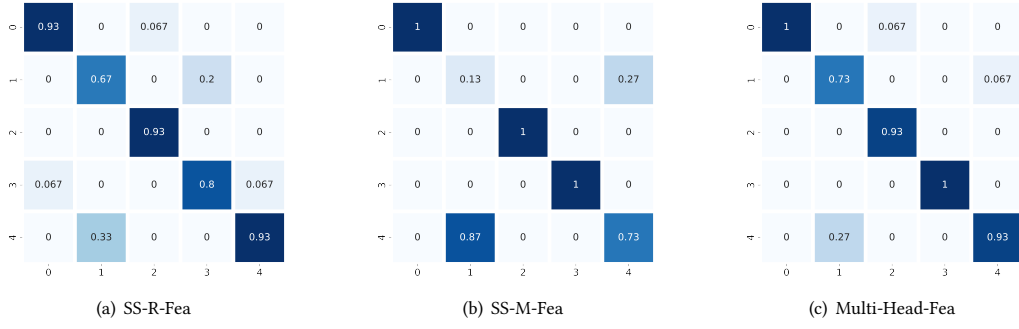 0 0.93 0 0.067 0 0
1 0 0.67 0 0.2 0
2 0 0 0.93 0 0
3 0.067 0 0 0.8 0.067
4 0 0.33 0 0 0.93
0 1 2 3 4
(a) SS-R-Fea
0 1 0 0 0 0
1 0 0.13 0 0 0.27
2 0 0 1 0 0
3 0 0 0 1 0
4 0 0.87 0 0 0.73
0 1 2 3 4
(b) SS-M-Fea
0 1 0 0.067 0 0
1 0 0.73 0 0 0.067
2 0 0 0.93 0 0
3 0 0 0 1 0
4 0 0.27 0 0 0.93
0 1 2 3 4
(c) Multi-Head-Fea